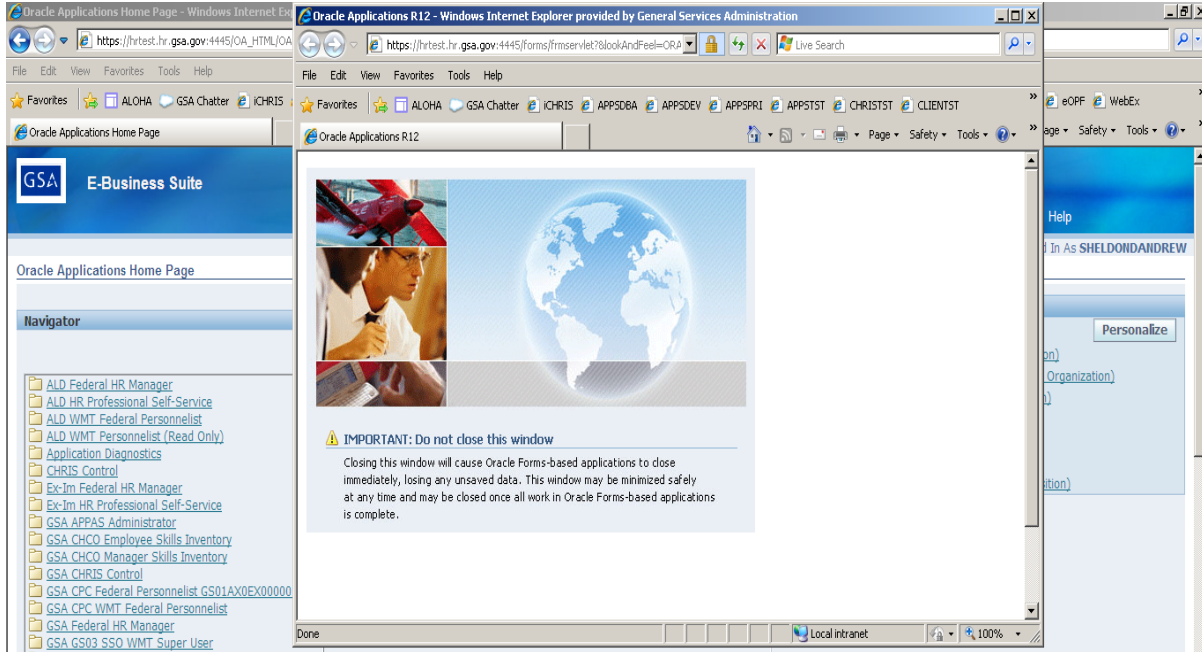 Oracle Applications Home Page - Windows Internet Ex
https://hrtest.hr.gsa.gov:4445/OA_HTML/OA
File Edit View Favorites Tools Help
Favorites ALOHA GSA Chatter iCHRIS
Oracle Applications Home Page
GSA E-Business Suite
Oracle Applications Home Page
Navigator
ALD Federal HR Manager
ALD HR Professional Self-Service
ALD WMT Federal Personnelist
ALD WMT Personnelist (Read Only)
Application Diagnostics
CHRIS Control
Ex-Im Federal HR Manager
Ex-Im HR Professional Self-Service
GSA APPAS Administrator
GSA CHCO Employee Skills Inventory
GSA CHCO Manager Skills Inventory
GSA CHRIS Control
GSA CPC Federal Personnelist GS01AX0EX00000
GSA CPC WMT Federal Personnelist
GSA Federal HR Manager
GSA GS03 SSO WMT Super User
Oracle Applications R12 - Windows Internet Explorer provided by General Services Administration
https://hrtest.hr.gsa.gov:4445/forms/frmservlet?&lookAndFeel=ORA Live Search
File Edit View Favorites Tools Help
Favorites ALOHA GSA Chatter iCHRIS APPSDBA APPSDEV APPSPRI APPSTST CHRISTST CLIENTST »
Oracle Applications R12 Page Safety Tools »
IMPORTANT: Do not close this window
Closing this window will cause Oracle Forms-based applications to close
immediately, losing any unsaved data. This window may be minimized safely
at any time and may be closed once all work in Oracle Forms-based applications
is complete.
Done Local intranet 100%
eOPF WebEx
age Safety Tools
Help
d In As SHELDONDANDREW
Personalize
on)
Organization)
)
sition)